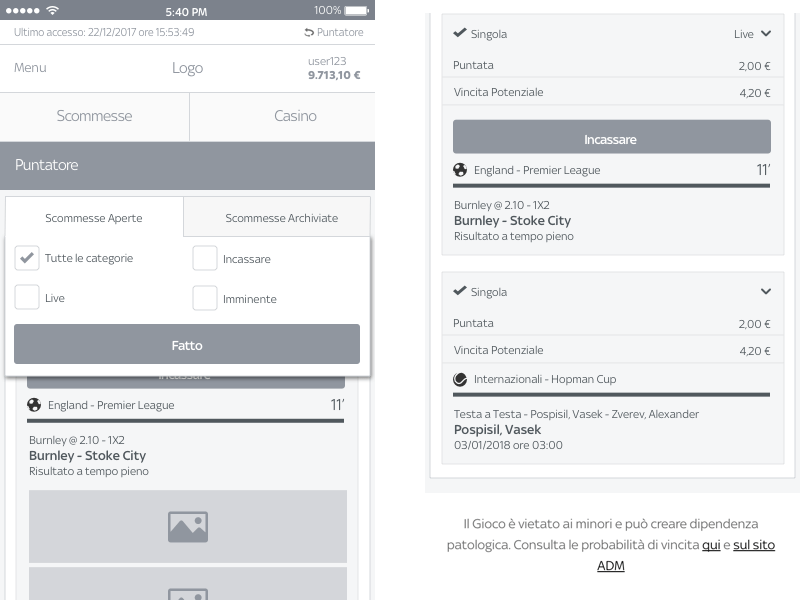 5:40 PM
100%
Ultimo accesso: 22/12/2017 ore 15:53:49
Puntatore
Menu
Logo
user123
9.713,10 €
Scommesse
Casino
Puntatore
Scommesse Aperte
Scommesse Archiviate
Tutte le categorie
Incassare
Live
Imminente
Fatto
Incassare
England - Premier League
11'
Burnley @ 2.10 - 1X2
Burnley - Stoke City
Risultato a tempo pieno
Singola
Live
Puntata
2,00 €
Vincita Potenziale
4,20 €
Incassare
England - Premier League
11'
Burnley @ 2.10 - 1X2
Burnley - Stoke City
Risultato a tempo pieno
Singola
Puntata
2,00 €
Vincita Potenziale
4,20 €
Internazionali - Hopman Cup
Testa a Testa - Pospisil, Vasek - Zverev, Alexander
Pospisil, Vasek
03/01/2018 ore 03:00
Il Gioco è vietato ai minori e può creare dipendenza
patologica. Consulta le probabilità di vincita qui e sul sito
ADM